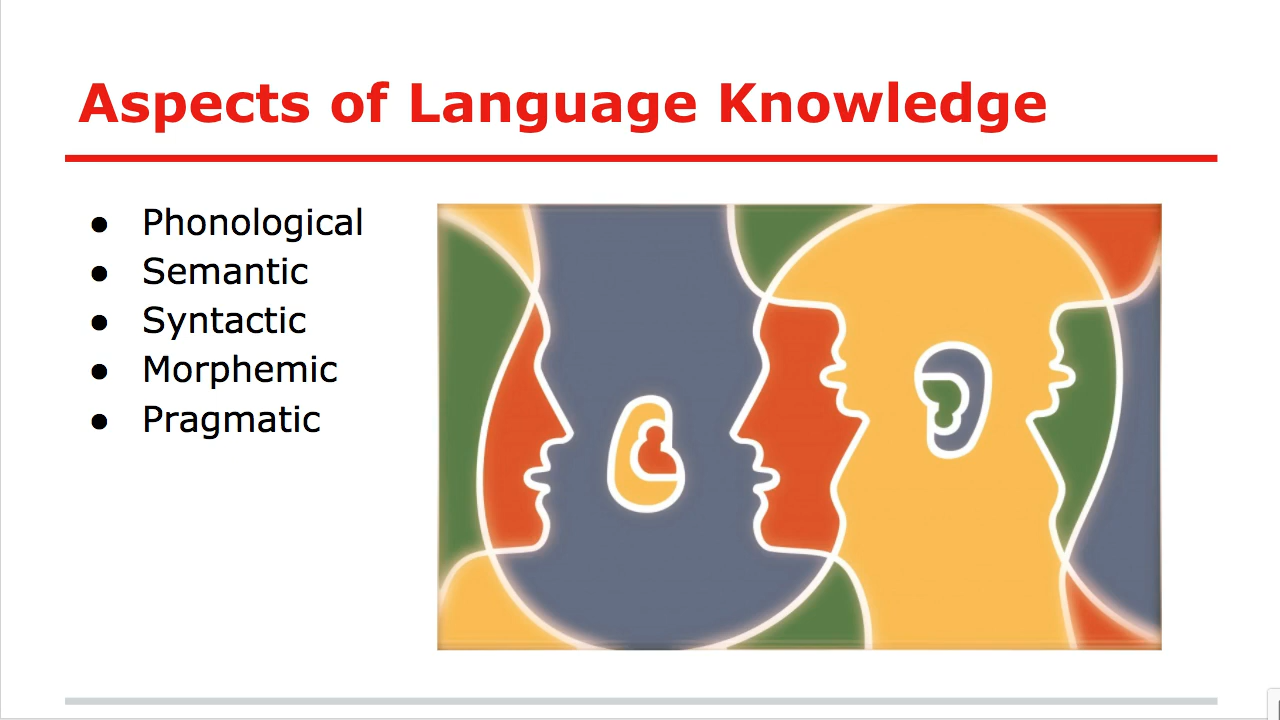 Aspects of Language Knowledge
● Phonological
● Semantic
● Syntactic
● Morphemic
● Pragmatic